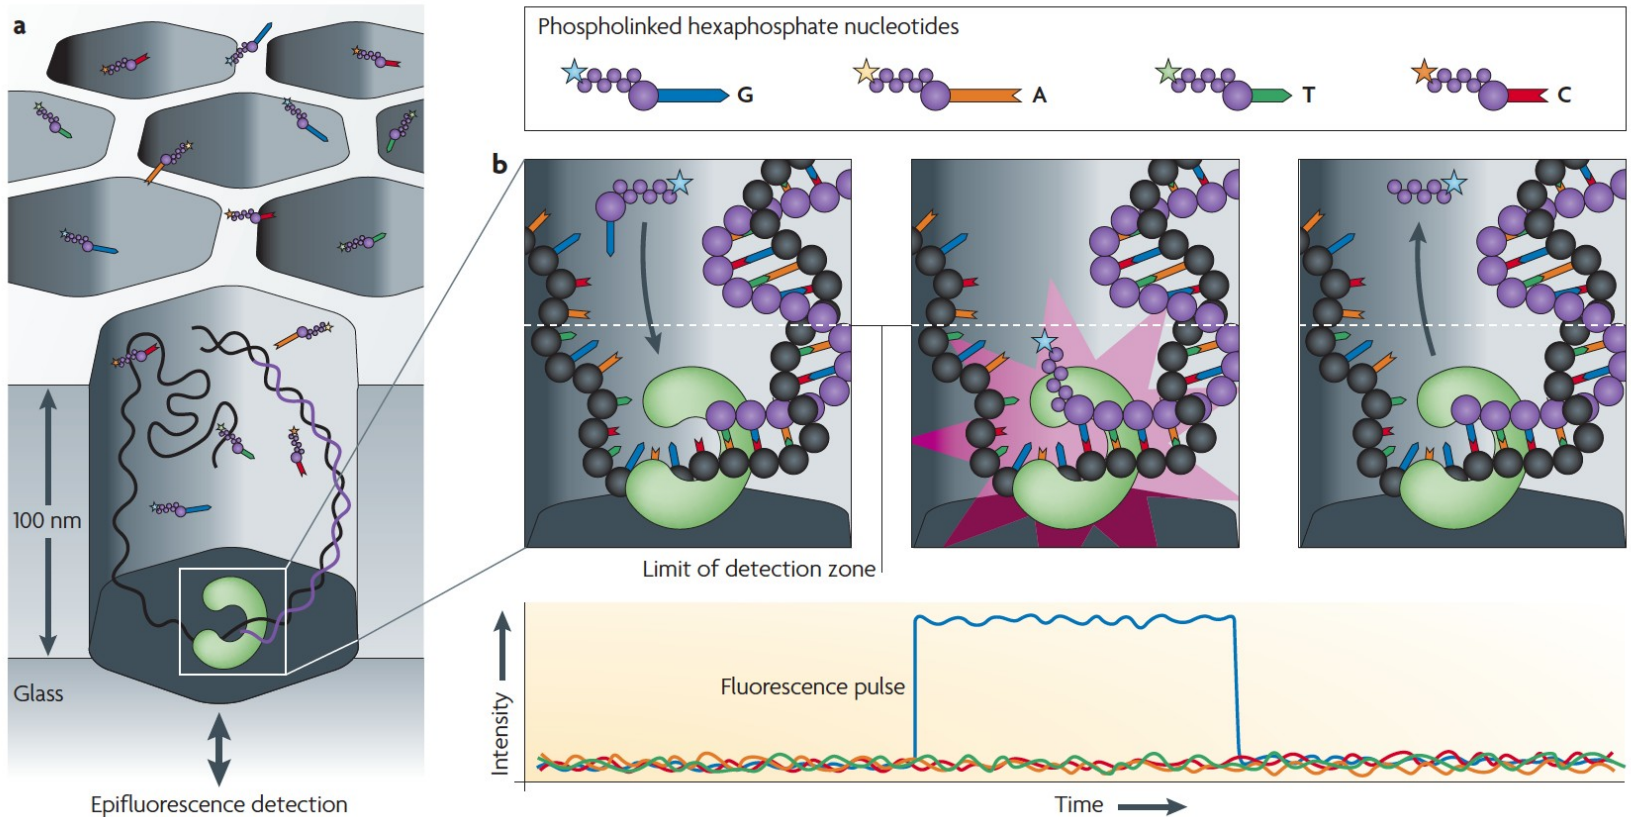 a
Phospholinked hexaphosphate nucleotides
G
A
T
C
b
100 nm
Glass
Epifluorescence detection
Limit of detection zone
Fluorescence pulse
Intensity
Time